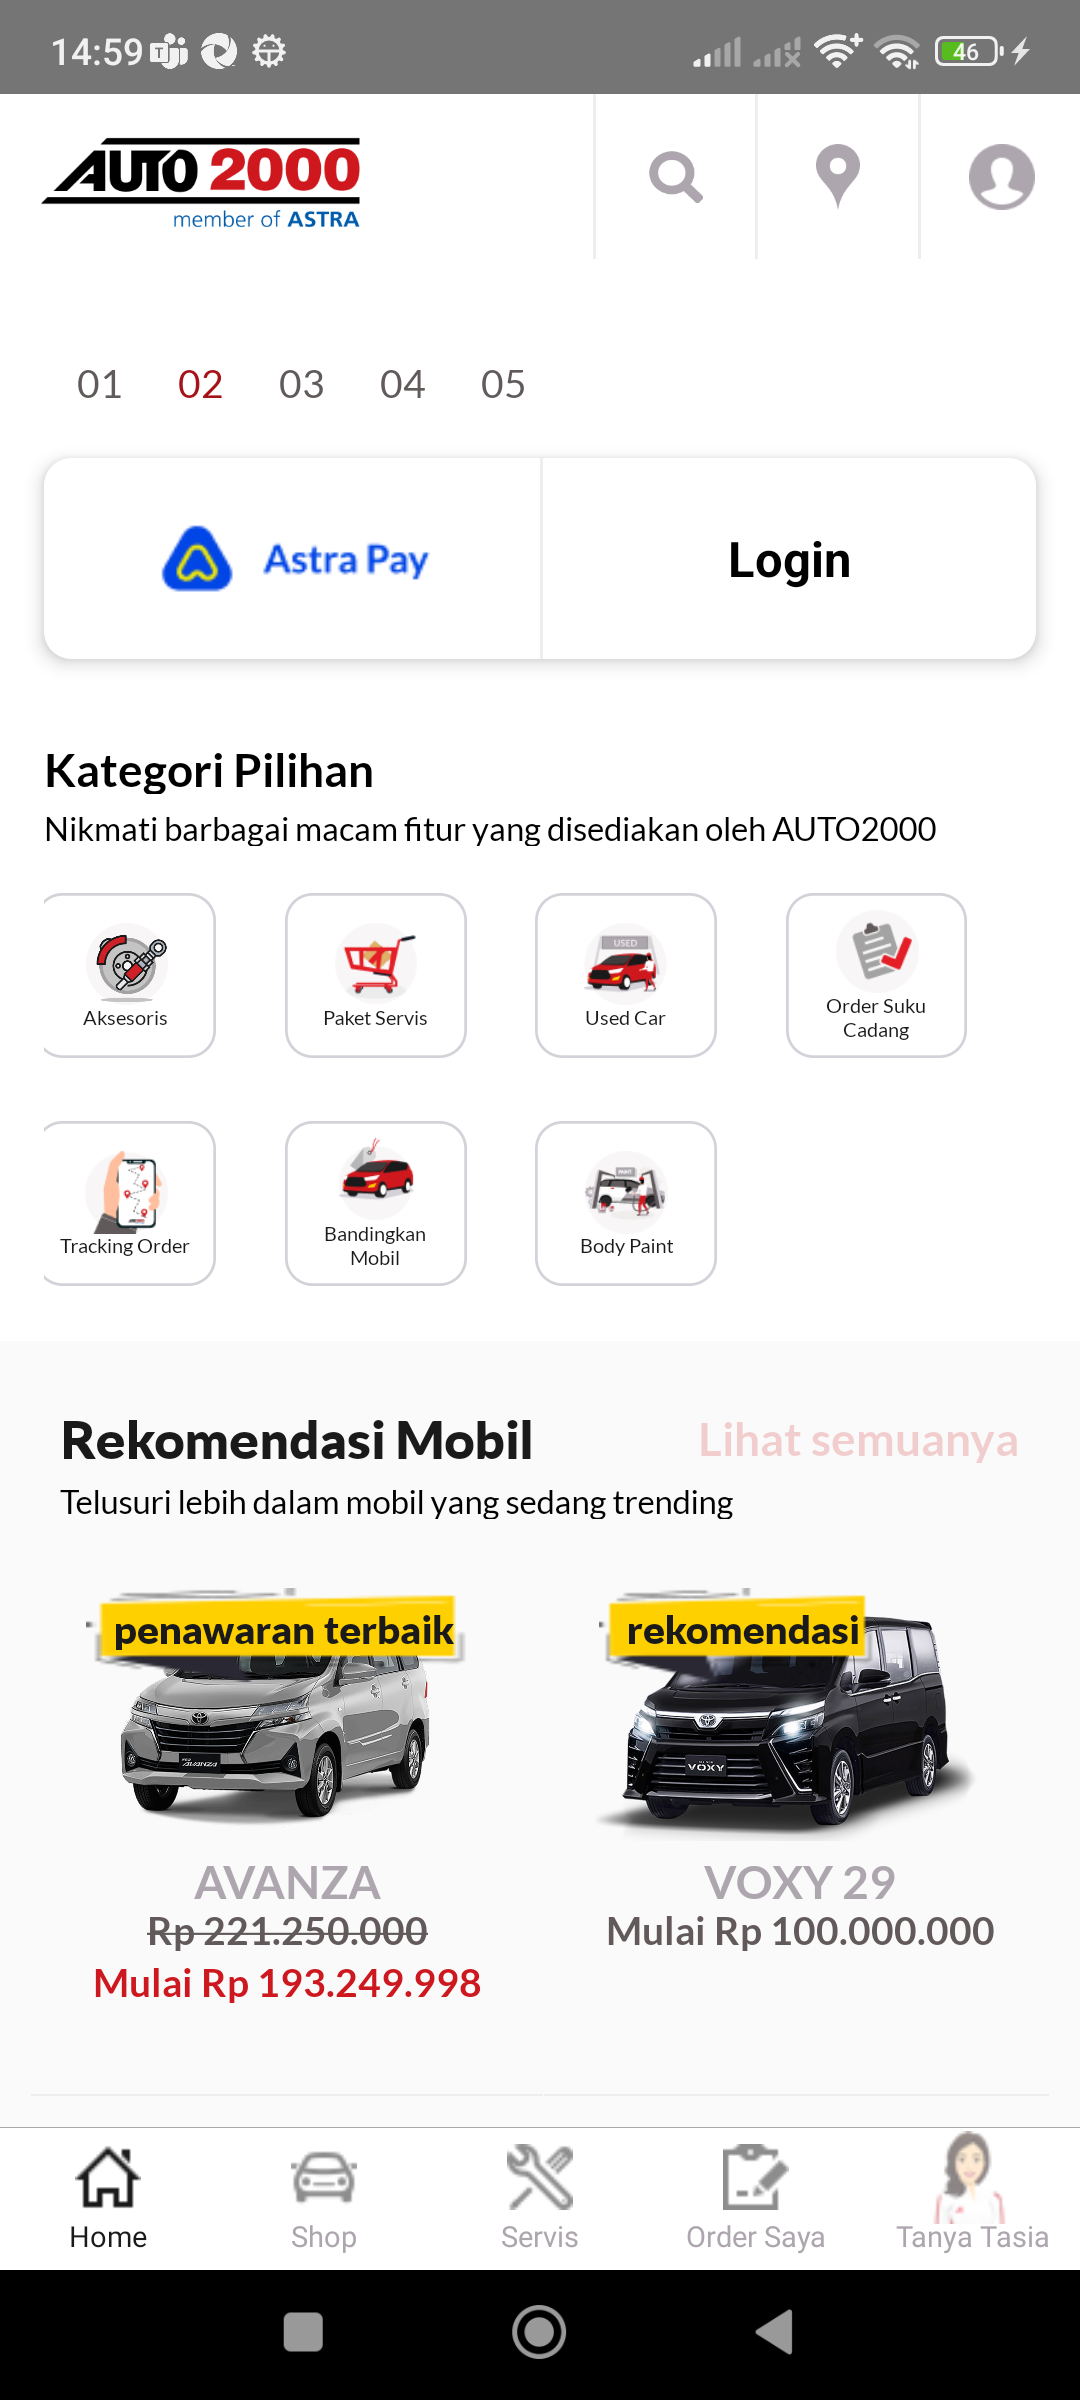 14:59
46
AUTO 2000
member of ASTRA
01 02 03 04 05
Astra Pay
Login
Kategori Pilihan
Nikmati barbagai macam fitur yang disediakan oleh AUTO2000
Aksesoris
Paket Servis
USED
Used Car
Order Suku
Cadang
Tracking Order
Bandingkan
Mobil
PAINT
Body Paint
Rekomendasi Mobil
Lihat semuanya
Telusuri lebih dalam mobil yang sedang trending
penawaran terbaik
rekomendasi
AVANZA
VOXY
AVANZA
Rp 221.250.000
Mulai Rp 193.249.998
VOXY 29
Mulai Rp 100.000.000
Home
Shop
Servis
Order Saya
Tanya Tasia